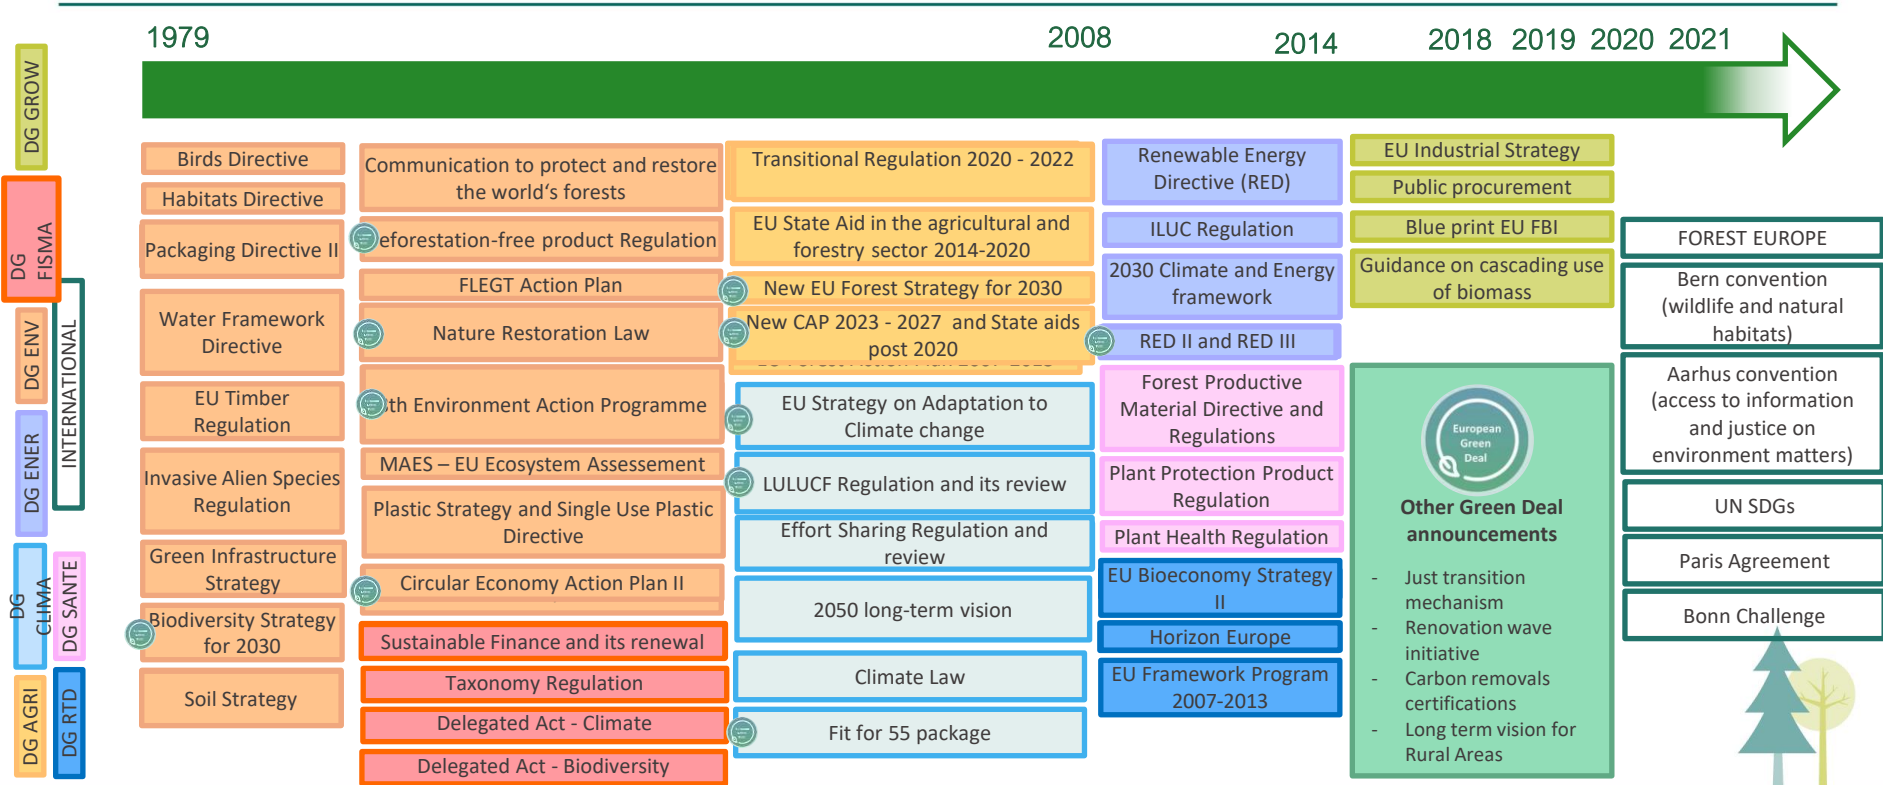 1979
2008
2014
2018
2019
2020
2021
DG GROW
DG
FISMA
DG ENV
INTERNATIONAL
DG ENER
DG
CLIMA
DG SANTE
DG AGRI
DG RTD
Birds Directive
Habitats Directive
Packaging Directive II
Water Framework
Directive
EU Timber
Regulation
Invasive Alien Species
Regulation
Green Infrastructure
Strategy
Biodiversity Strategy
for 2030
Soil Strategy
Communication to protect and restore
the world's forests
eforestation-free product Regulation
FLEGT Action Plan
Nature Restoration Law
th Environment Action Programme
MAES – EU Ecosystem Assessement
Plastic Strategy and Single Use Plastic
Directive
Circular Economy Action Plan II
Sustainable Finance and its renewal
Taxonomy Regulation
Delegated Act - Climate
Delegated Act - Biodiversity
Transitional Regulation 2020 - 2022
EU State Aid in the agricultural and
forestry sector 2014-2020
New EU Forest Strategy for 2030
New CAP 2023 - 2027 and State aids
post 2020
EU Strategy on Adaptation to
Climate change
LULUCF Regulation and its review
Effort Sharing Regulation and
review
2050 long-term vision
Climate Law
Fit for 55 package
Renewable Energy
Directive (RED)
ILUC Regulation
2030 Climate and Energy
framework
RED II and RED III
Forest Productive
Material Directive and
Regulations
Plant Protection Product
Regulation
Plant Health Regulation
EU Bioeconomy Strategy
II
Horizon Europe
EU Framework Program
2007-2013
EU Industrial Strategy
Public procurement
Blue print EU FBI
Guidance on cascading use
of biomass
European
Green
Deal
Other Green Deal
announcements
- Just transition
mechanism
- Renovation wave
initiative
- Carbon removals
certifications
- Long term vision for
Rural Areas
FOREST EUROPE
Bern convention
(wildlife and natural
habitats)
Aarhus convention
(access to information
and justice on
environment matters)
UN SDGs
Paris Agreement
Bonn Challenge